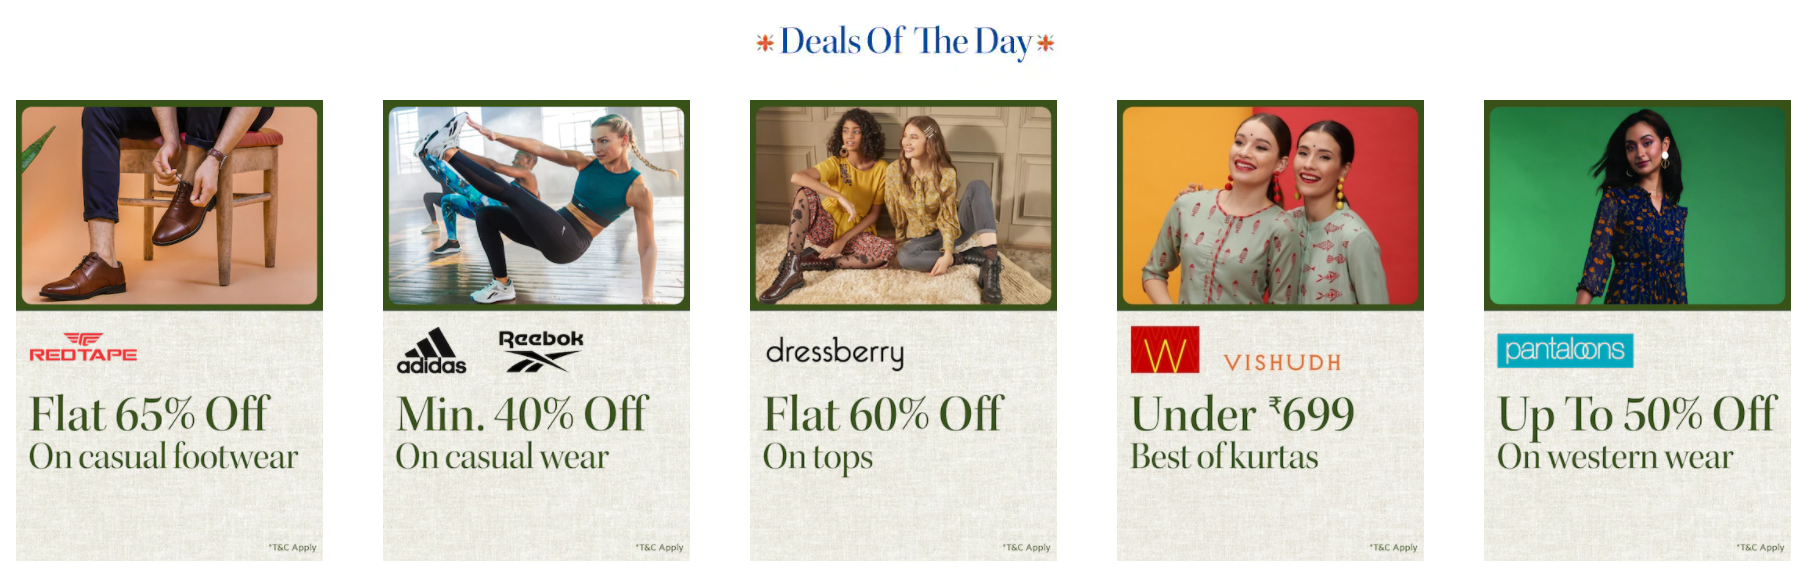 Deals Of The Day
REDTAPE
Flat 65% Off
On casual footwear
*T&C Apply
adidas
Reebok
Min. 40% Off
On casual wear
*T&C Apply
dressberry
Flat 60% Off
On tops
*T&C Apply
W
VISHUDH
Under ₹699
Best of kurtas
*T&C Apply
pantaloons
Up To 50% Off
On western wear
*T&C Apply